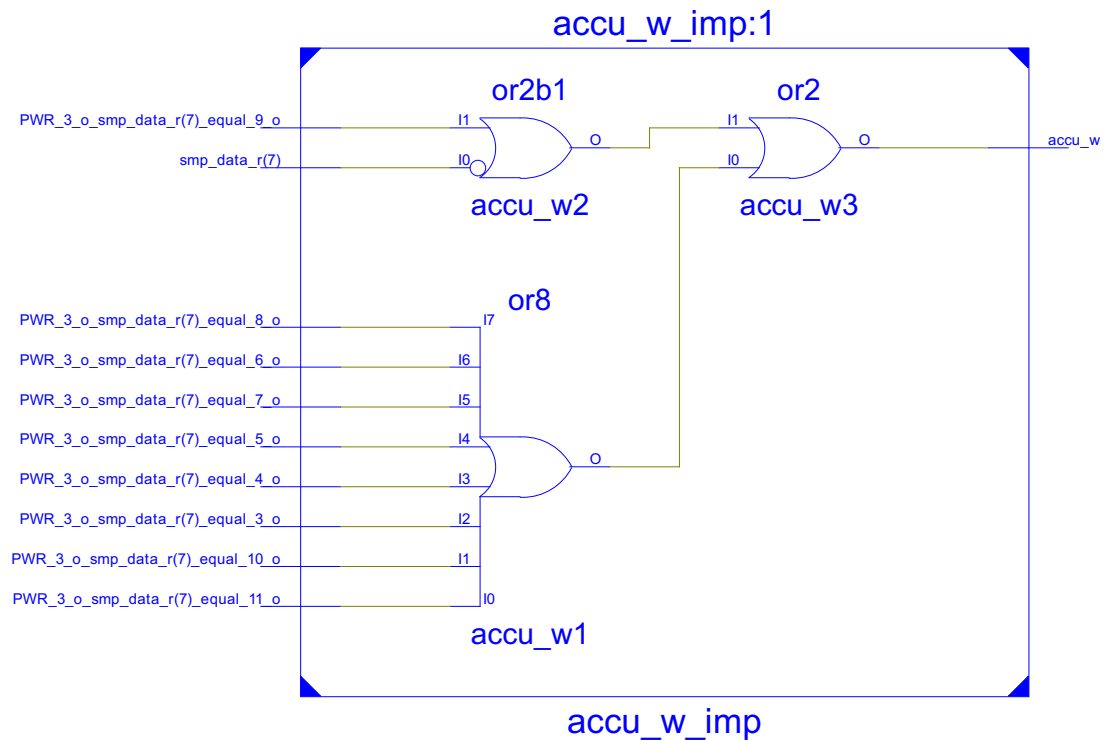 accu_w_imp:1
or2b1
or2
PWR_3_o_smp_data_r(7)_equal_9_o
I1
O
I1
O
accu_w
smp_data_r(7)
I0
I0
accu_w2
accu_w3
or8
PWR_3_o_smp_data_r(7)_equal_8_o
I7
PWR_3_o_smp_data_r(7)_equal_6_o
I6
PWR_3_o_smp_data_r(7)_equal_7_o
I5
PWR_3_o_smp_data_r(7)_equal_5_o
I4
O
PWR_3_o_smp_data_r(7)_equal_4_o
I3
PWR_3_o_smp_data_r(7)_equal_3_o
I2
PWR_3_o_smp_data_r(7)_equal_10_o
I1
PWR_3_o_smp_data_r(7)_equal_11_o
I0
accu_w1
accu_w_imp